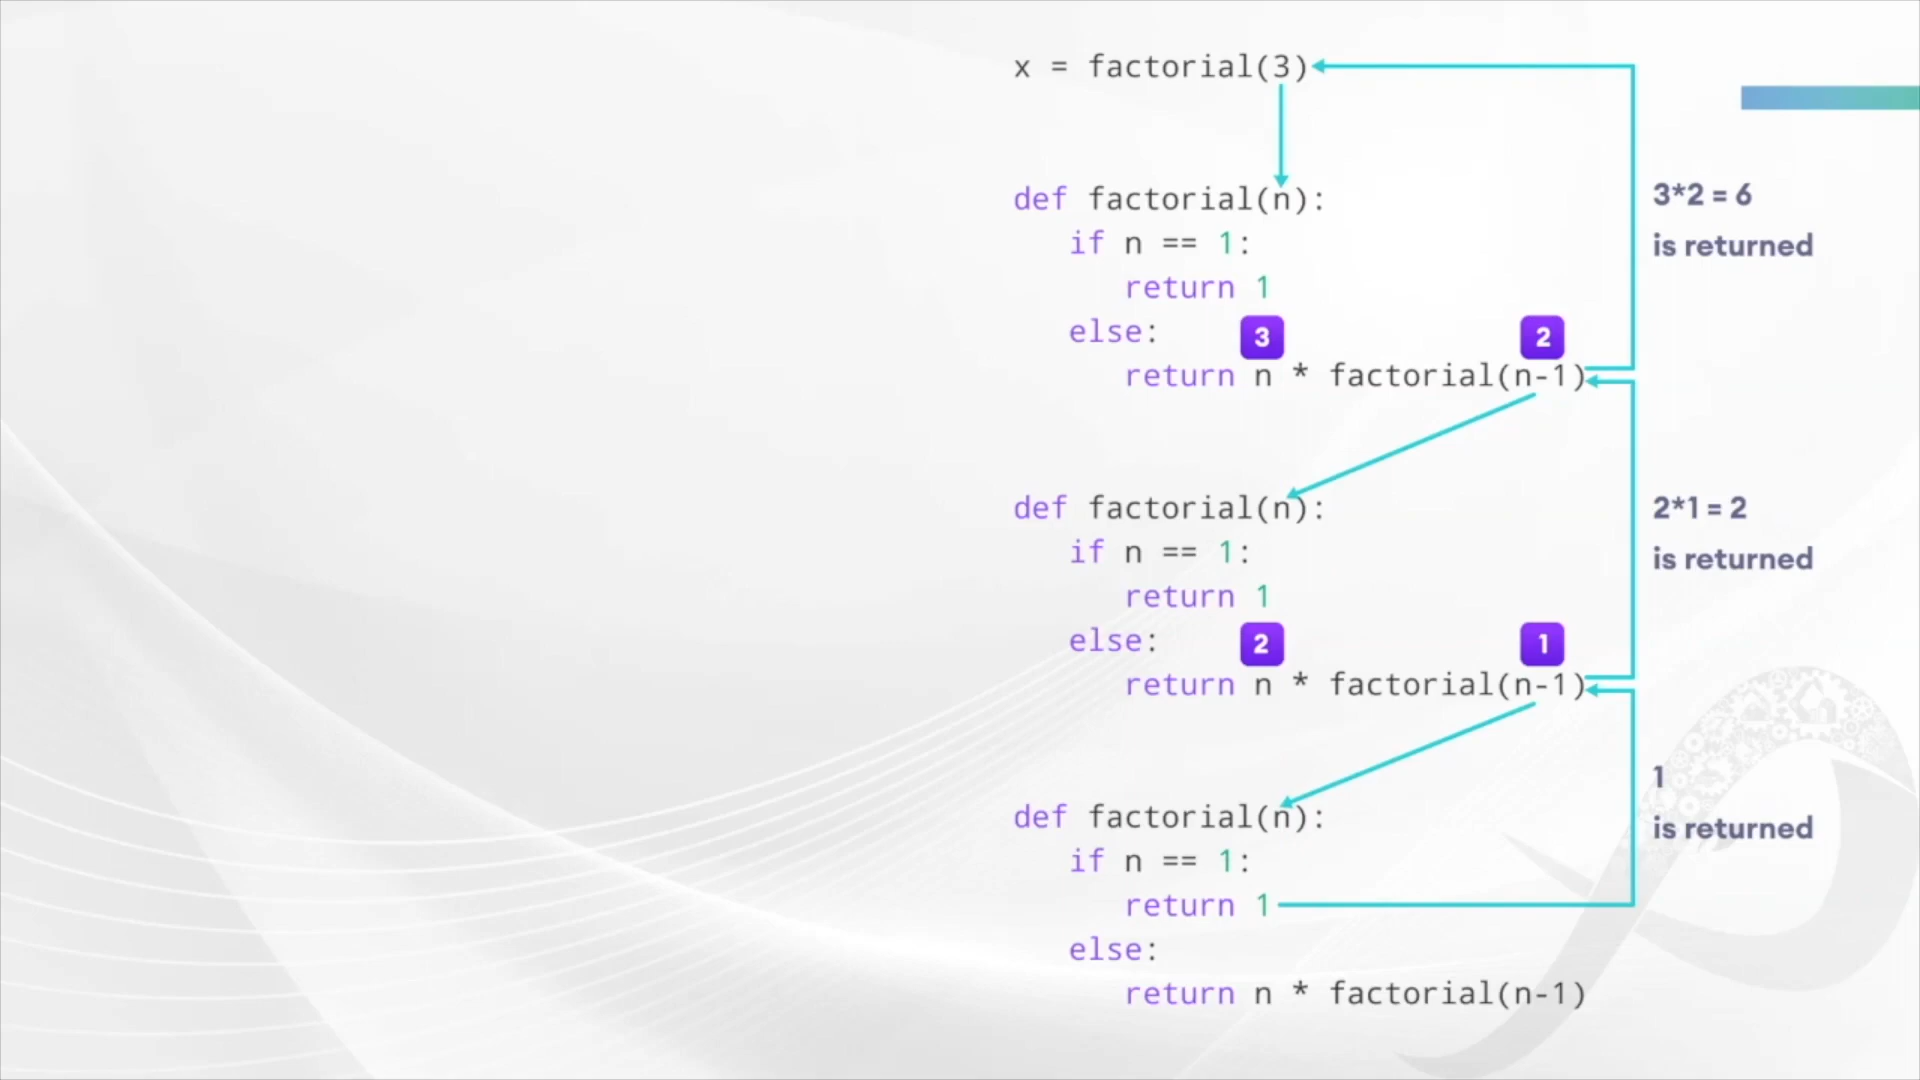 x = factorial(3)
def factorial(n):
if n == 1:
return 1
else:
3 2
return n * factorial(n-1)
3*2 = 6
is returned
def factorial(n):
if n == 1:
return 1
else:
2 1
return n * factorial(n-1)
2*1 = 2
is returned
def factorial(n):
if n == 1:
return 1
else:
return n * factorial(n-1)
1
is returned